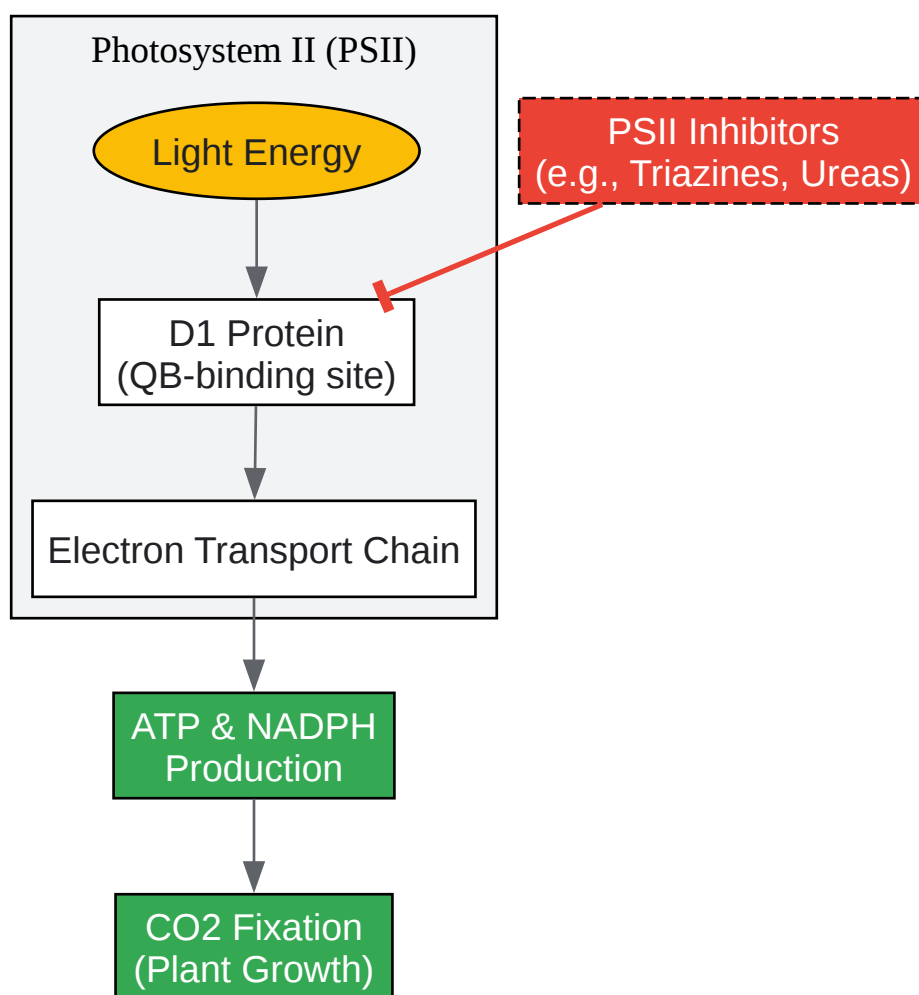 Photosystem II (PSII)
Light Energy
PSII Inhibitors
(e.g., Triazines, Ureas)
D1 Protein
(QB-binding site)
Electron Transport Chain
ATP & NADPH
Production
CO2 Fixation
(Plant Growth)